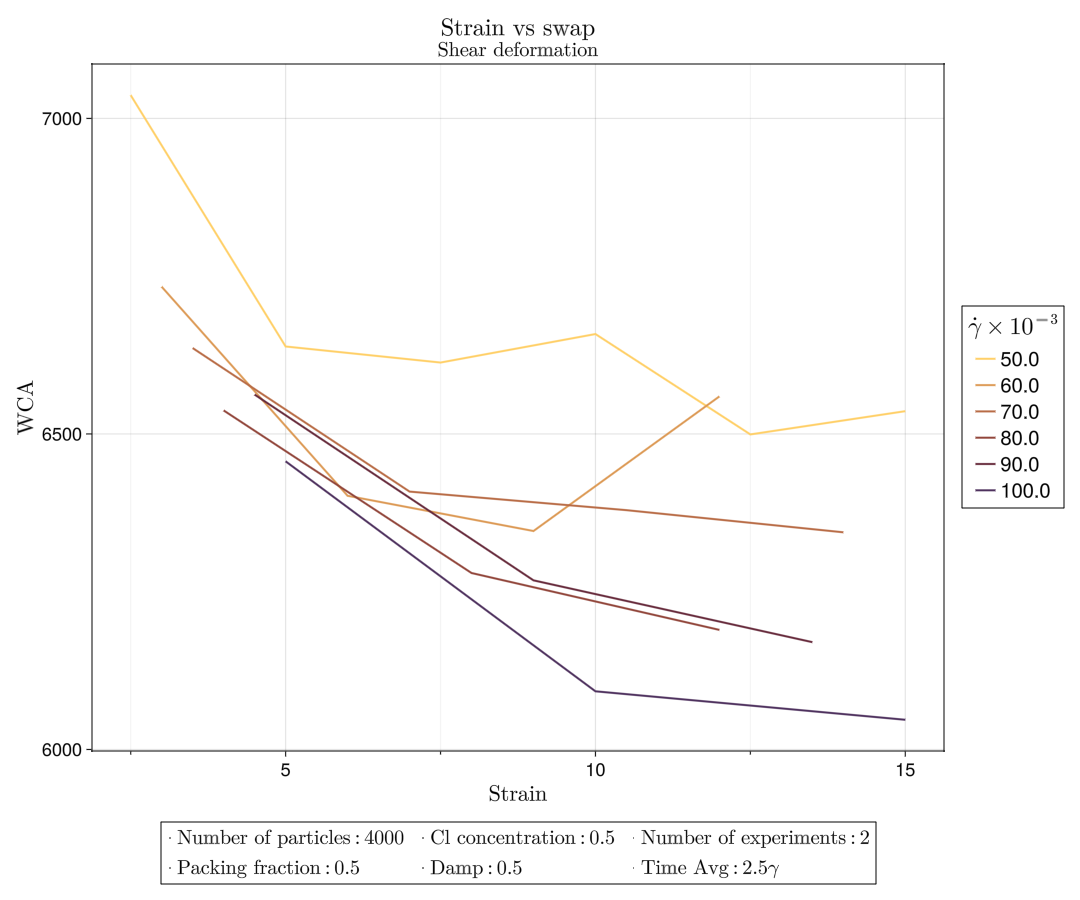 Strain vs swap
Shear deformation
7000
6500
6000
WCA
5
10
15
Strain
γ̇ × 10⁻³
50.0
60.0
70.0
80.0
90.0
100.0
· Number of particles : 4000 · Cl concentration : 0.5 · Number of experiments : 2
· Packing fraction : 0.5 · Damp : 0.5 · Time Avg : 2.5γ